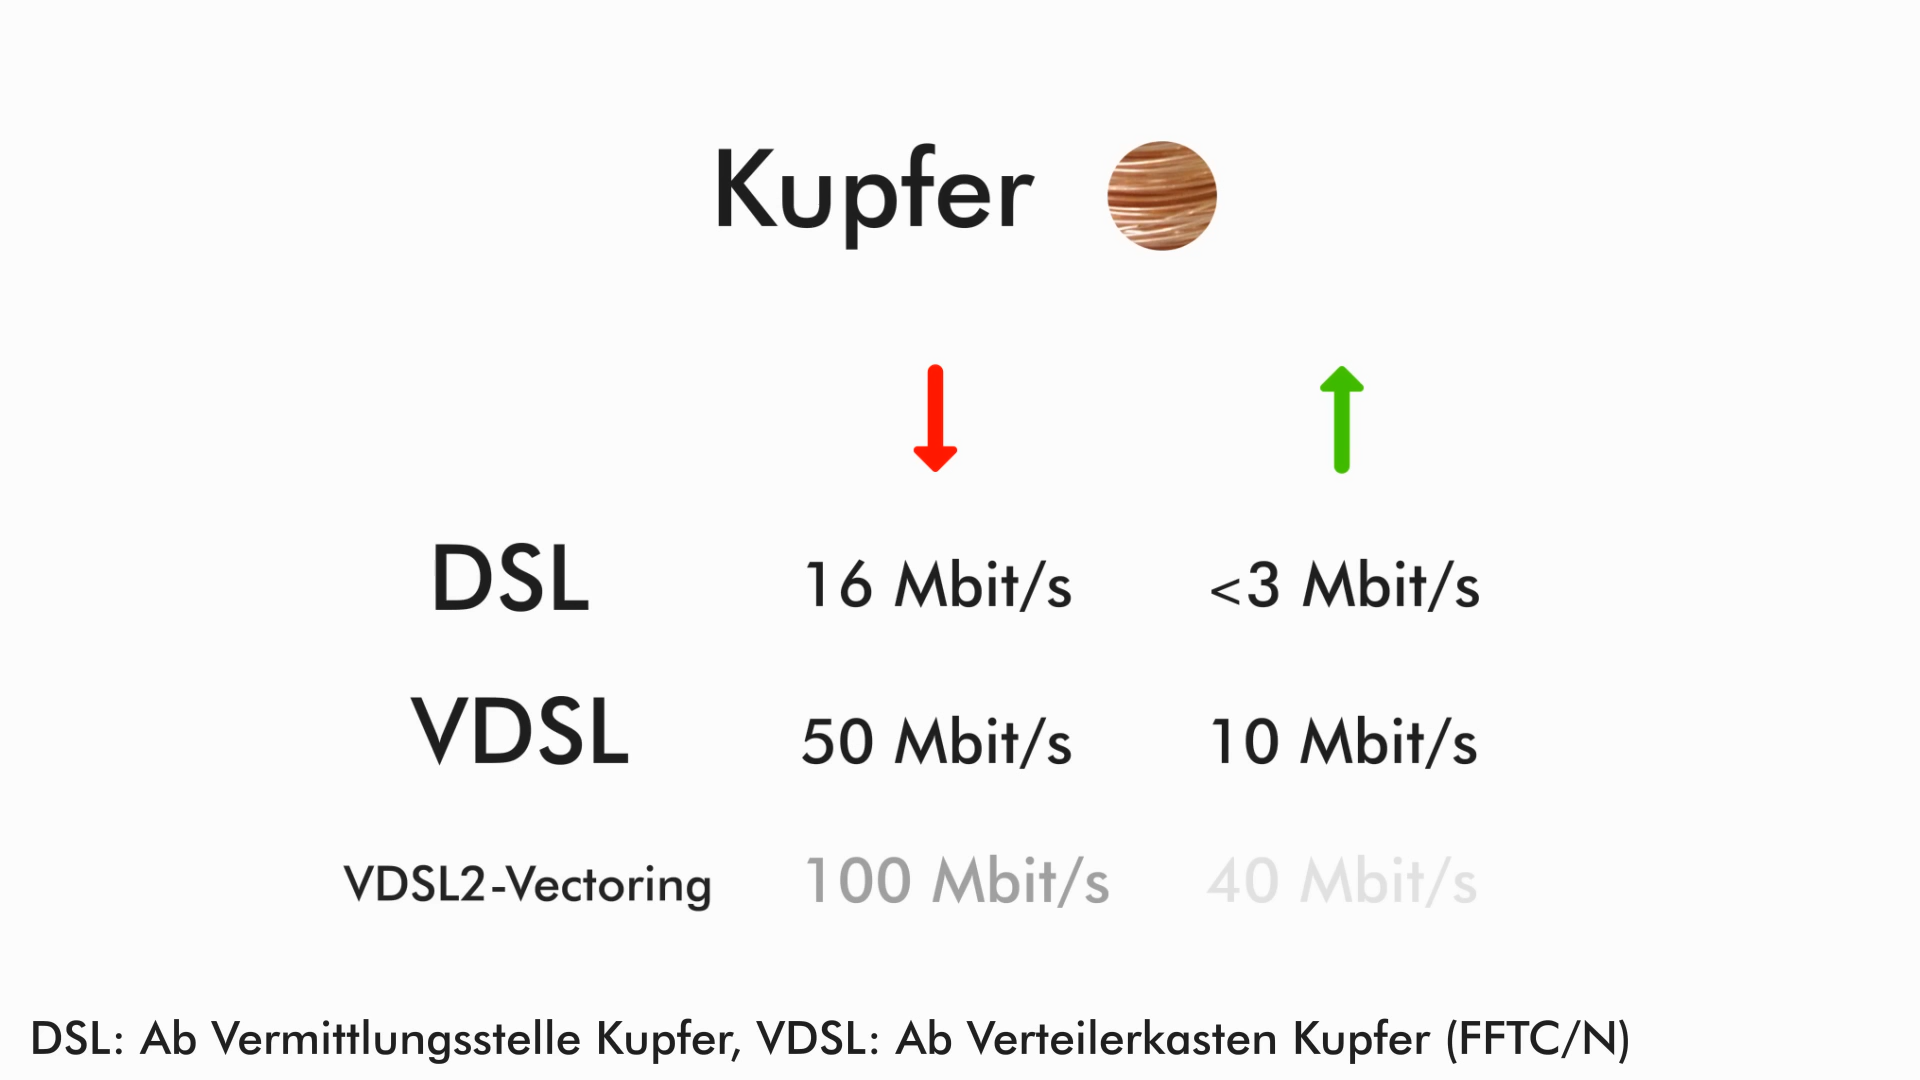 Kupfer
DSL 16 Mbit/s <3 Mbit/s
VDSL 50 Mbit/s 10 Mbit/s
VDSL2-Vectoring 100 Mbit/s 40 Mbit/s
DSL: Ab Vermittlungsstelle Kupfer, VDSL: Ab Verteilerkasten Kupfer (FFTC/N)